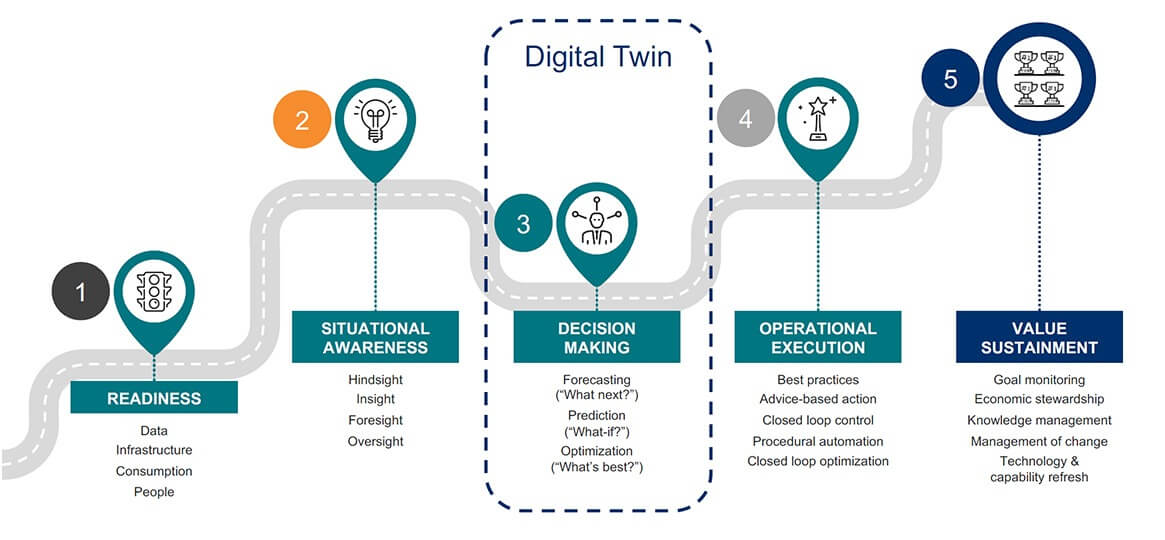 Digital Twin
1
READINESS
Data
Infrastructure
Consumption
People
2
SITUATIONAL
AWARENESS
Hindsight
Insight
Foresight
Oversight
3
DECISION
MAKING
Forecasting
(“What next?”)
Prediction
(“What-if?”)
Optimization
(“What’s best?”)
4
OPERATIONAL
EXECUTION
Best practices
Advice-based action
Closed loop control
Procedural automation
Closed loop optimization
5
VALUE
SUSTAINMENT
Goal monitoring
Economic stewardship
Knowledge management
Management of change
Technology &
capability refresh